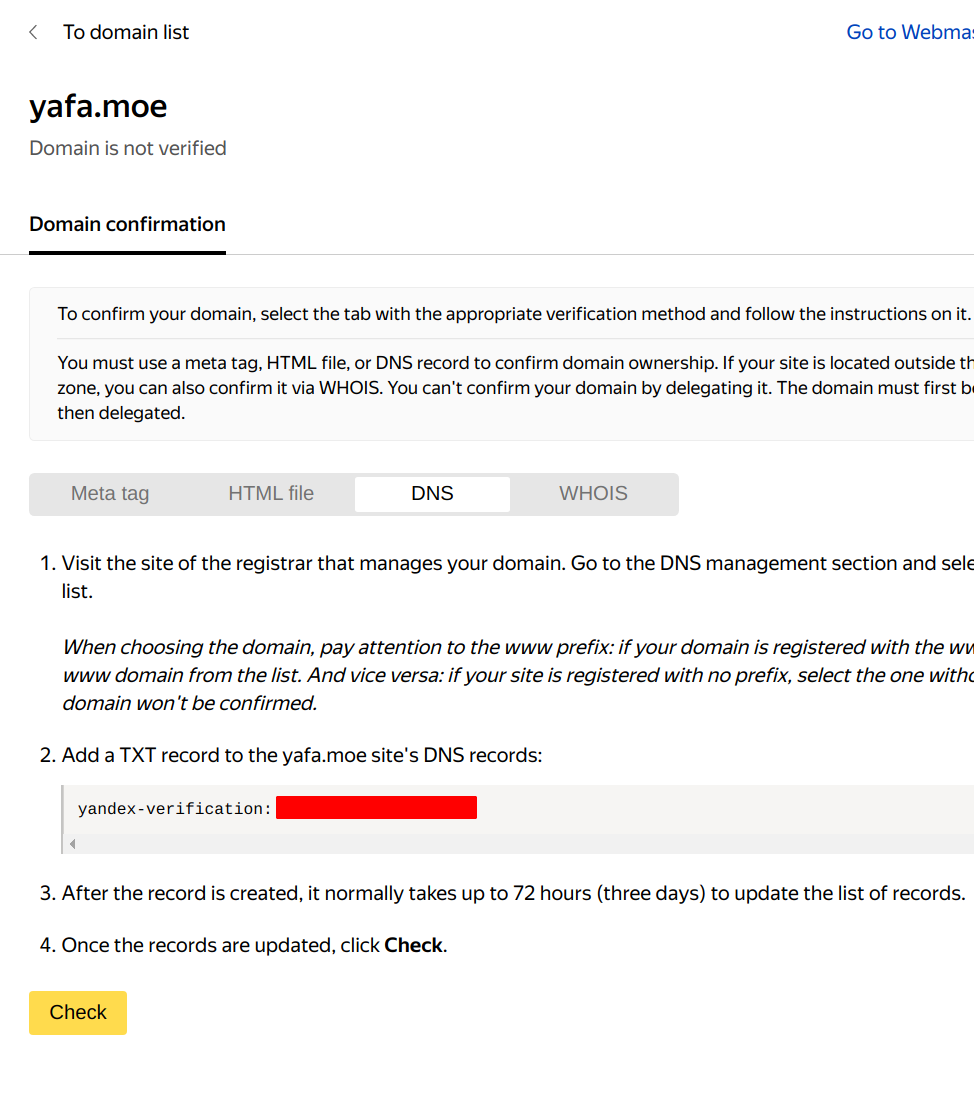 To domain list
Go to Webmas
yafa.moe
Domain is not verified
Domain confirmation
To confirm your domain, select the tab with the appropriate verification method and follow the instructions on it.
You must use a meta tag, HTML file, or DNS record to confirm domain ownership. If your site is located outside th
zone, you can also confirm it via WHOIS. You can't confirm your domain by delegating it. The domain must first be
then delegated.
Meta tag HTML file DNS WHOIS
1. Visit the site of the registrar that manages your domain. Go to the DNS management section and sele
list.
When choosing the domain, pay attention to the www prefix: if your domain is registered with the ww
www domain from the list. And vice versa: if your site is registered with no prefix, select the one witho
domain won't be confirmed.
2. Add a TXT record to the yafa.moe site's DNS records:
yandex-verification:
3. After the record is created, it normally takes up to 72 hours (three days) to update the list of records.
4. Once the records are updated, click Check.
Check